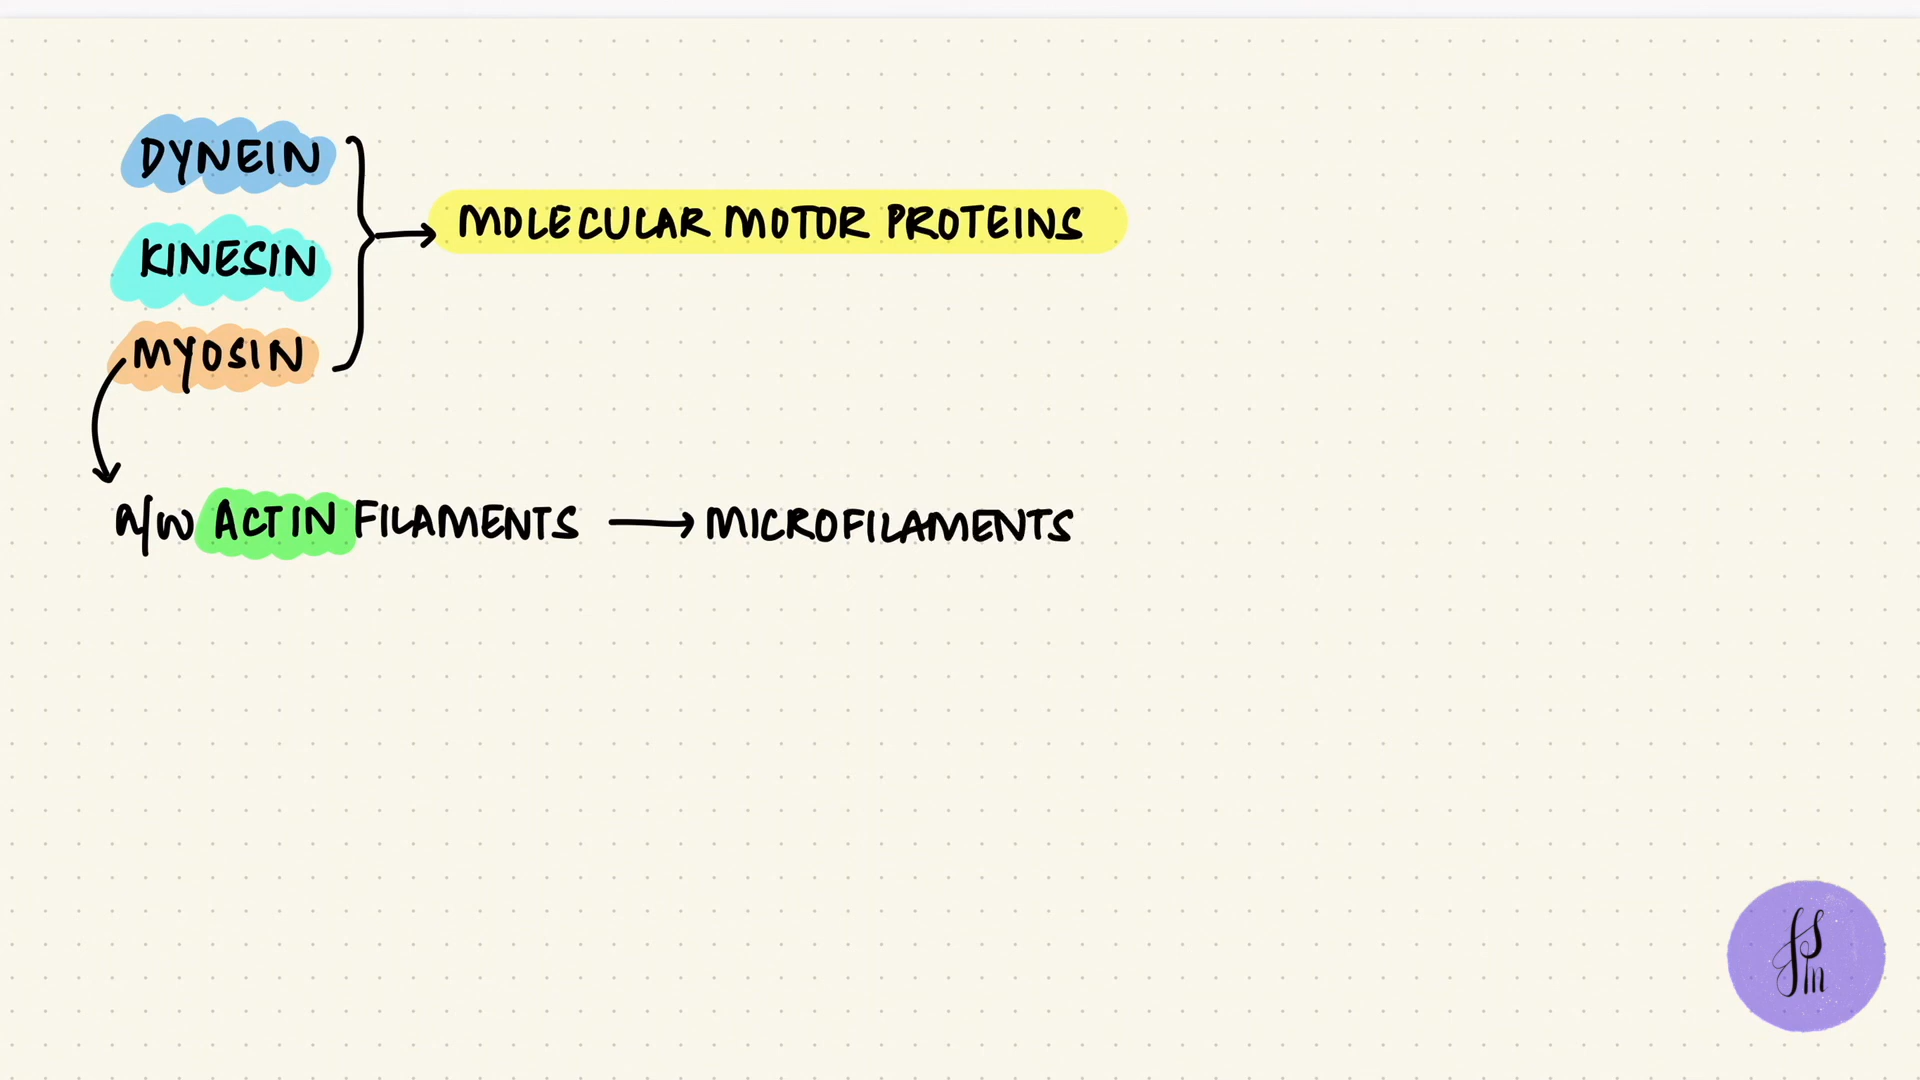 DYNEIN
KINESIN
MYOSIN
MOLECULAR MOTOR PROTEINS
a/w ACTIN FILAMENTS → MICROFILAMENTS